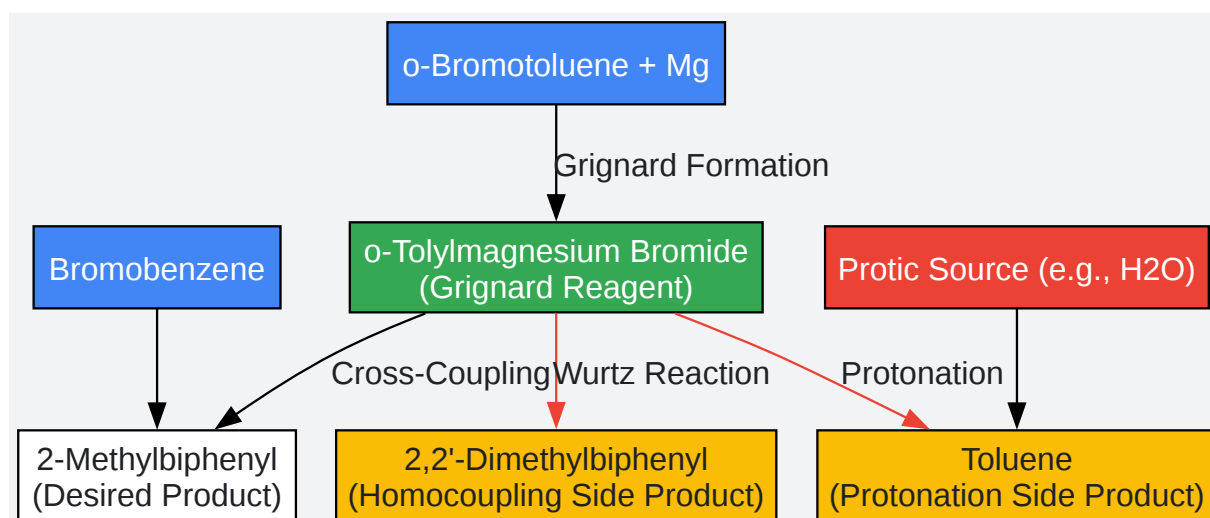 o-Bromotoluene + Mg
Grignard Formation
Bromobenzene
o-Tolylmagnesium Bromide
(Grignard Reagent)
Protic Source (e.g., H2O)
Cross-Coupling
Wurtz Reaction
Protonation
2-Methylbiphenyl
(Desired Product)
2,2'-Dimethylbiphenyl
(Homocoupling Side Product)
Toluene
(Protonation Side Product)